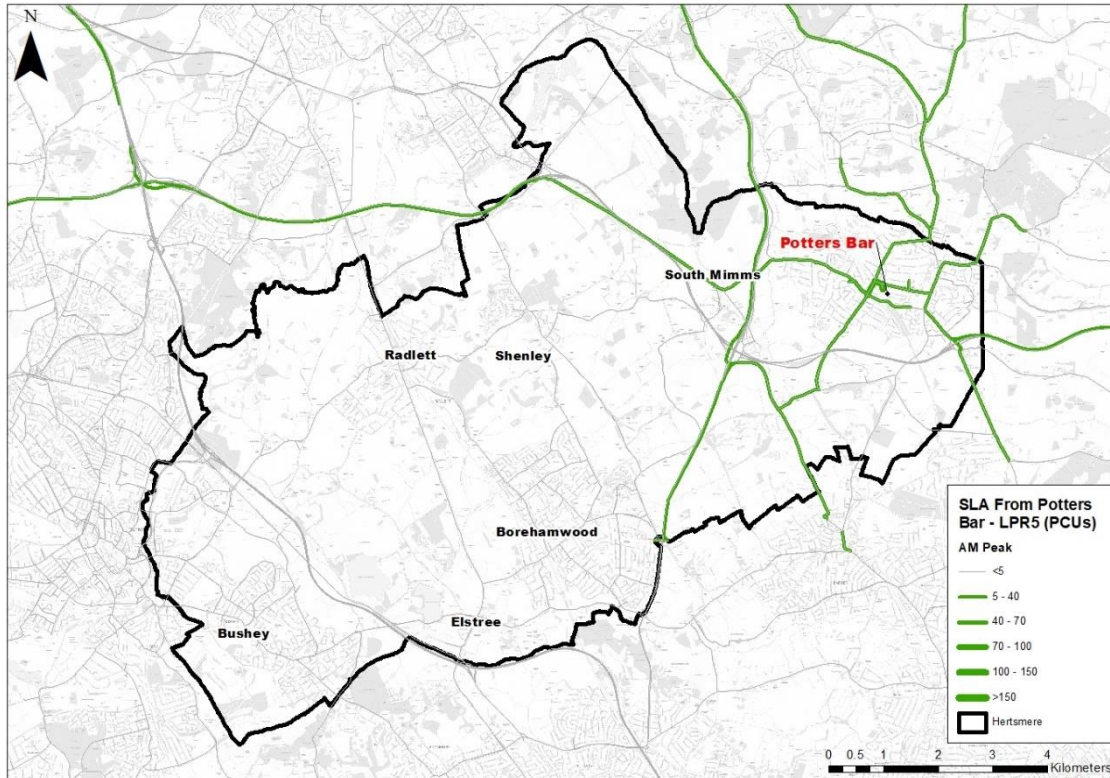 N
Potters Bar
South Mimms
Radlett
Shenley
Borehamwood
Elstree
Bushey
SLA From Potters
Bar - LPR5 (PCUs)
AM Peak
<5
5 - 40
40 - 70
70 - 100
100 - 150
>150
Hertsmere
0 0.5 1 2 3 4
Kilometers